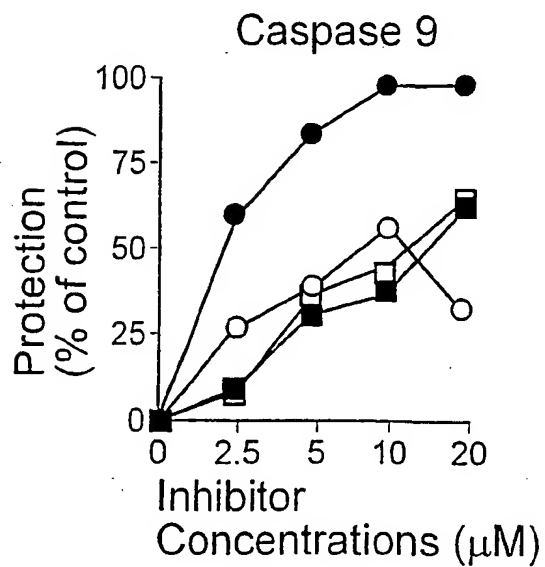 Caspase 9
Protection
(% of control)
100
75
50
25
0
0 2.5 5 10 20
Inhibitor
Concentrations (μM)